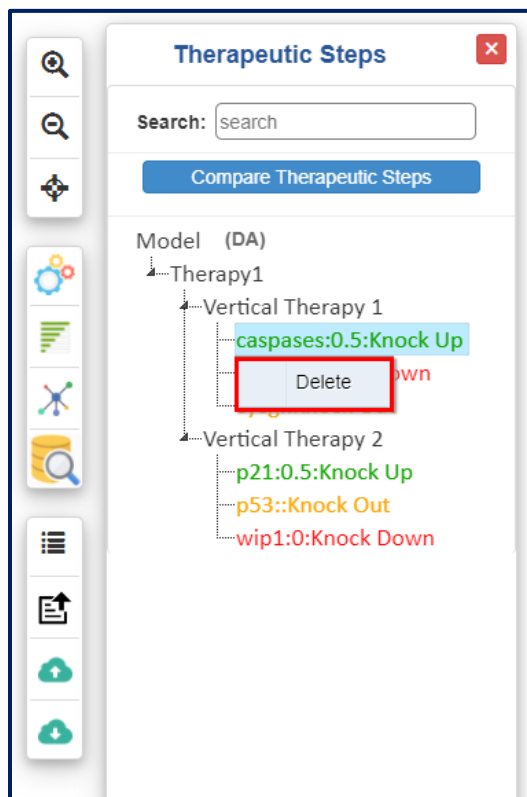 Therapeutic Steps
Search: search
Compare Therapeutic Steps
Model (DA)
Therapy1
Vertical Therapy 1
caspases:0.5:Knock Up
Delete
Vertical Therapy 2
p21:0.5:Knock Up
p53::Knock Out
wip1:0:Knock Down